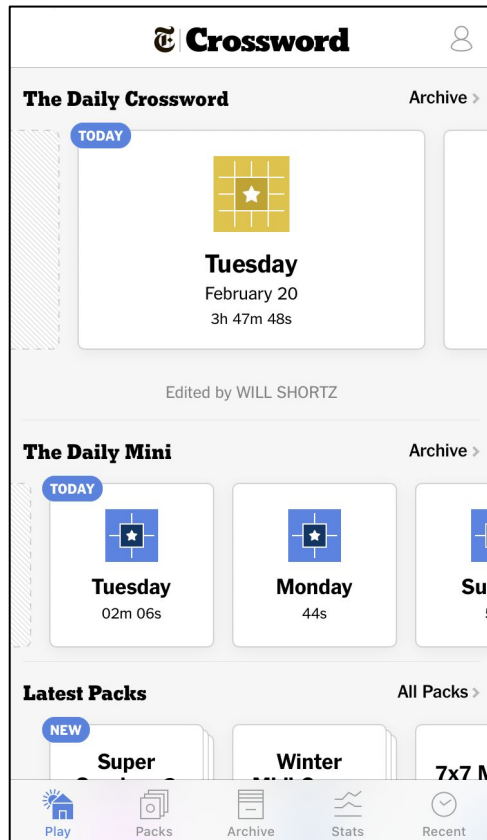 Crossword
The Daily Crossword
Archive
TODAY
Tuesday
February 20
3h 47m 48s
Edited by WILL SHORTZ
The Daily Mini
Archive
TODAY
Tuesday
02m 06s
Monday
44s
Su
Latest Packs
All Packs
NEW
Super
Winter
7x7 M
Play
Packs
Archive
Stats
Recent